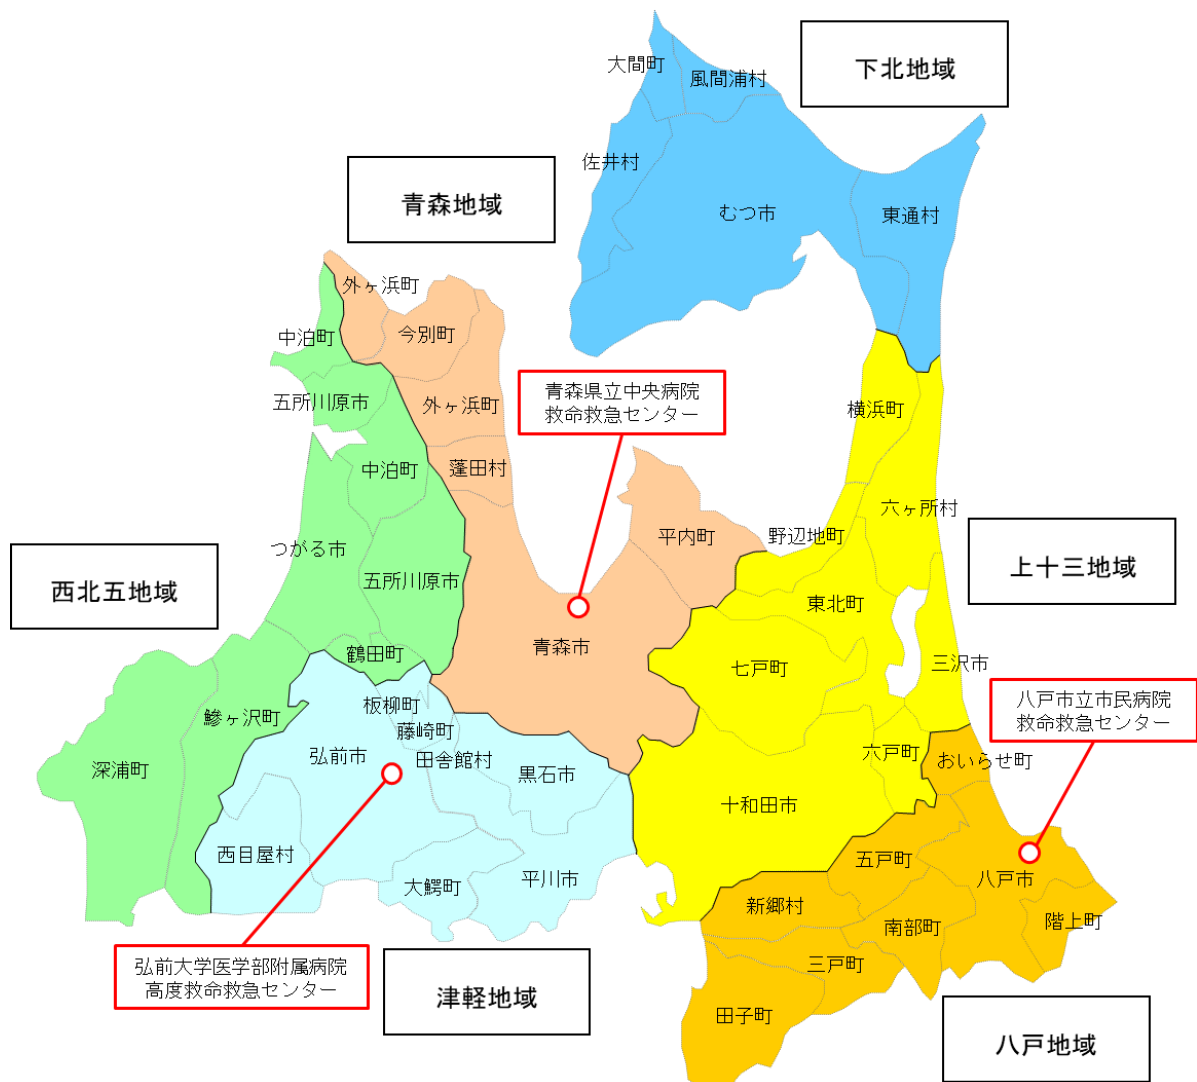 大間町
風間浦村
下北地域
佐井村
むつ市
東通村
青森地域
外ヶ浜町
今別町
中泊町
五所川原市
外ヶ浜町
青森県立中央病院
救命救急センター
横浜町
中泊町
蓬田村
六ヶ所村
つがる市
平内町
野辺地町
上十三地域
西北五地域
五所川原市
東北町
鶴田町
青森市
七戸町
三沢市
八戸市立市民病院
救命救急センター
鰺ヶ沢町
板柳町
藤崎町
深浦町
弘前市
田舎館村
黒石市
六戸町
おいらせ町
十和田市
西目屋村
大鰐町
平川市
五戸町
八戸市
新郷村
南部町
階上町
弘前大学医学部附属病院
高度救命救急センター
津軽地域
三戸町
田子町
八戸地域